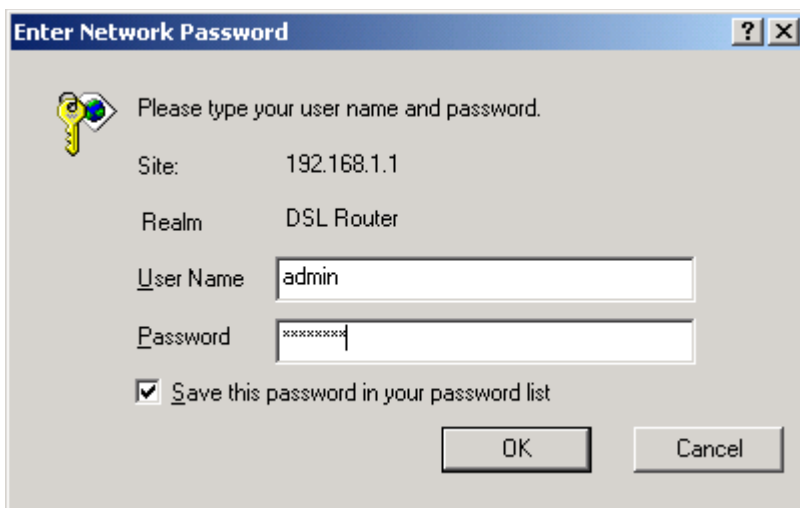 Enter Network Password
Please type your user name and password.
Site: 192.168.1.1
Realm DSL Router
User Name admin
Password ********
Save this password in your password list
OK Cancel